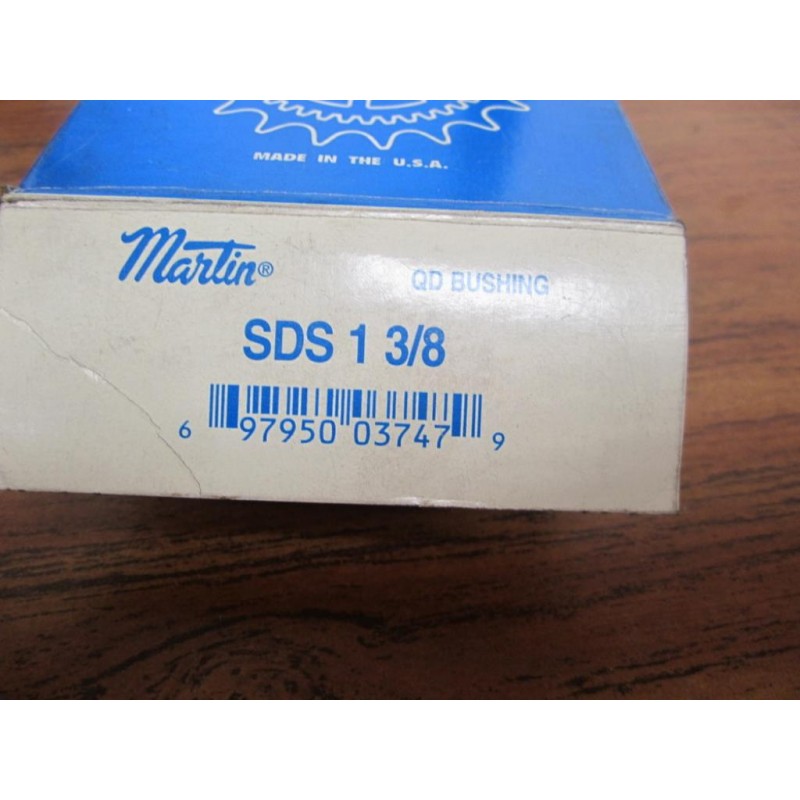 MADE IN THE U.S.A.
Martin®
QD BUSHING
SDS 1 3/8
6 97950 03747 9